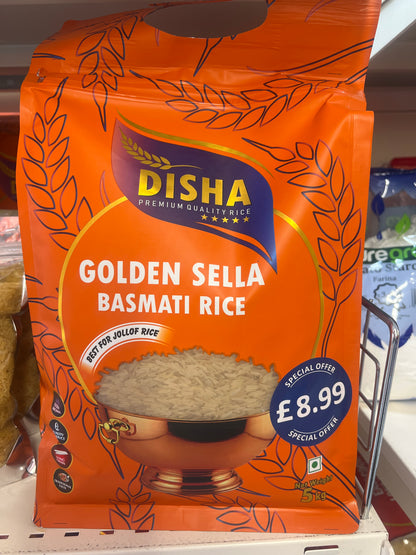 DISHA
PREMIUM QUALITY RICE
GOLDEN SELLA
BASMATI RICE
BEST FOR JOLLOF RICE
SPECIAL OFFER
£8.99
SPECIAL OFFER
Net Weight
5kg
Farina